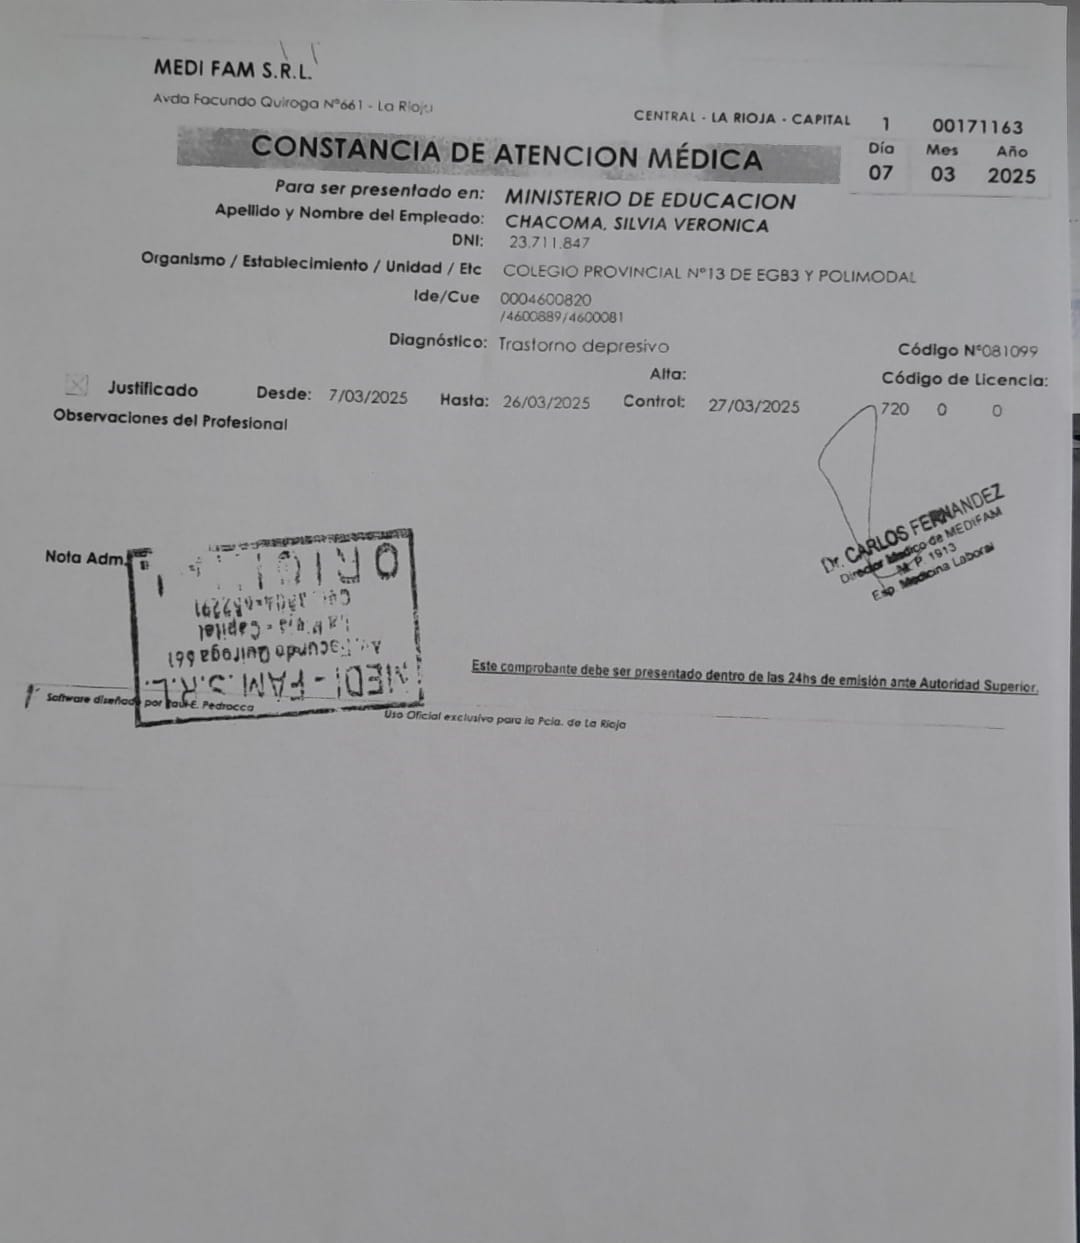 MEDI FAM S.R.L.
Avda Facundo Quiroga Nº661 - La Rioja
CENTRAL - LA RIOJA - CAPITAL 1 00171163
CONSTANCIA DE ATENCION MÉDICA
Día Mes Año
07 03 2025
Para ser presentado en: MINISTERIO DE EDUCACION
Apellido y Nombre del Empleado: CHACOMA, SILVIA VERONICA
DNI: 23.711.847
Organismo / Establecimiento / Unidad / Etc COLEGIO PROVINCIAL Nº13 DE EGB3 Y POLIMODAL
Ide/Cue 0004600820
/4600889/4600081
Diagnóstico: Trastorno depresivo
Código Nº081099
Alta:
Código de Licencia:
Justificado Desde: 7/03/2025 Hasta: 26/03/2025 Control: 27/03/2025 720 0 0
Observaciones del Profesional
Dr. CARLOS FERNANDEZ
Director Medico de MEDIFAM
M.P. 1913
Esp. Medicina Laboral
Nota Adm.
MEDI - FAM S.R.L.
Av. Facundo Quiroga 661
La Rioja - Capital
Este comprobante debe ser presentado dentro de las 24hs de emisión ante Autoridad Superior.
Software diseñado por Raul E. Pedrocca
Uso Oficial exclusivo para la Pcia. de La Rioja